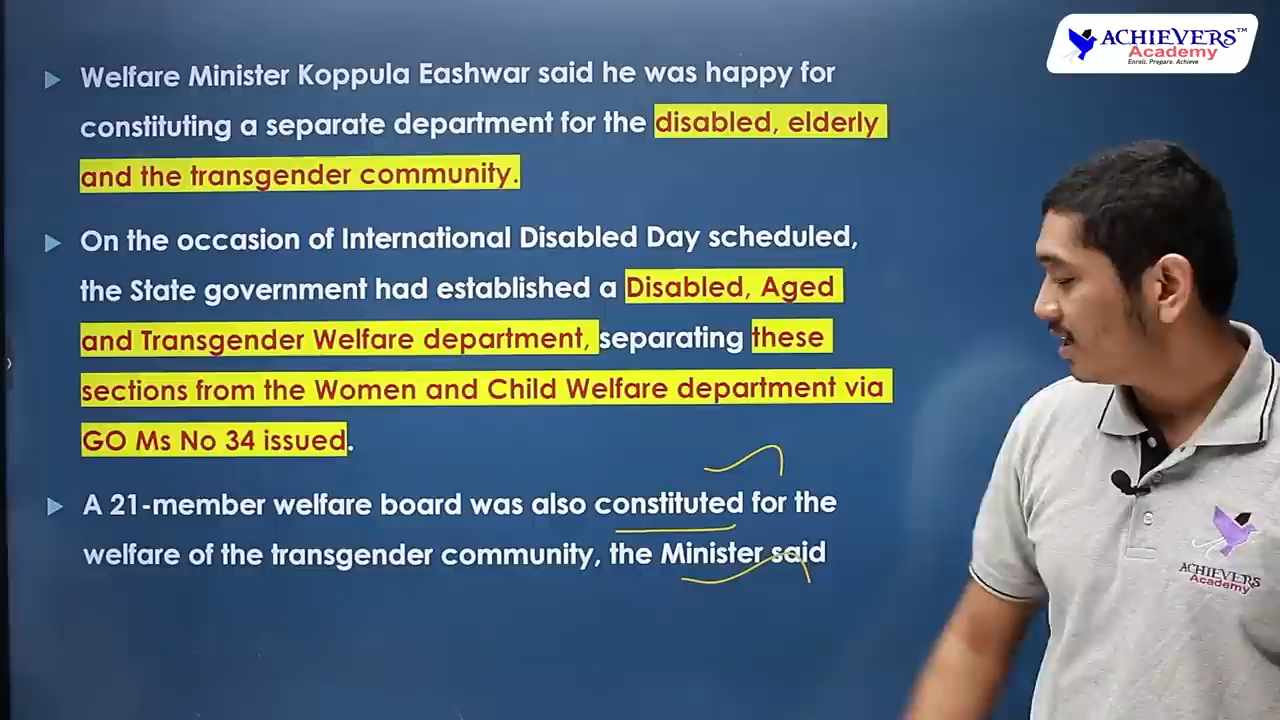 ACHIEVERS™
Academy
Enroll. Prepare. Achieve
Welfare Minister Koppula Eashwar said he was happy for
constituting a separate department for the disabled, elderly
and the transgender community.
On the occasion of International Disabled Day scheduled,
the State government had established a Disabled, Aged
and Transgender Welfare department, separating these
sections from the Women and Child Welfare department via
GO Ms No 34 issued.
A 21-member welfare board was also constituted for the
welfare of the transgender community, the Minister said
ACHIEVERS
Academy